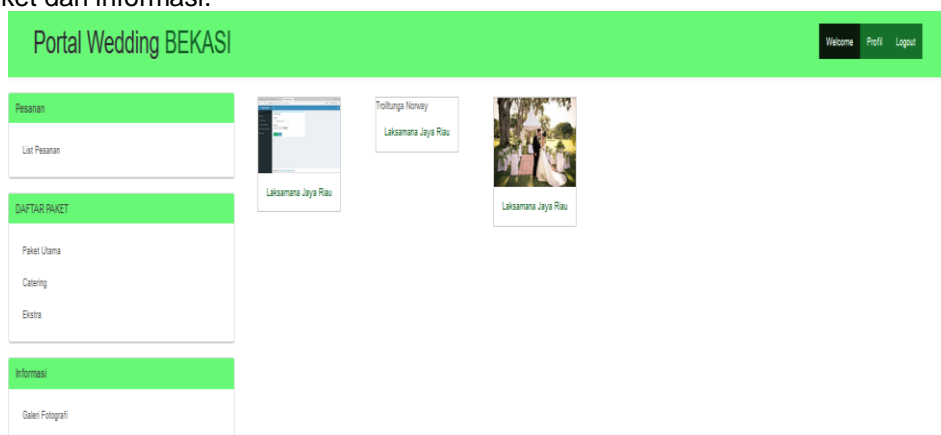 ket dan informasi.
Portal Wedding BEKASI
Welcome Profil Logout
Pesanan
List Pesanan
DAFTAR PAKET
Paket Utama
Catering
Ekstra
Informasi
Galeri Fotografi
Laksamana Jaya Riau
Trolltunga Norway
Laksamana Jaya Riau
Laksamana Jaya Riau